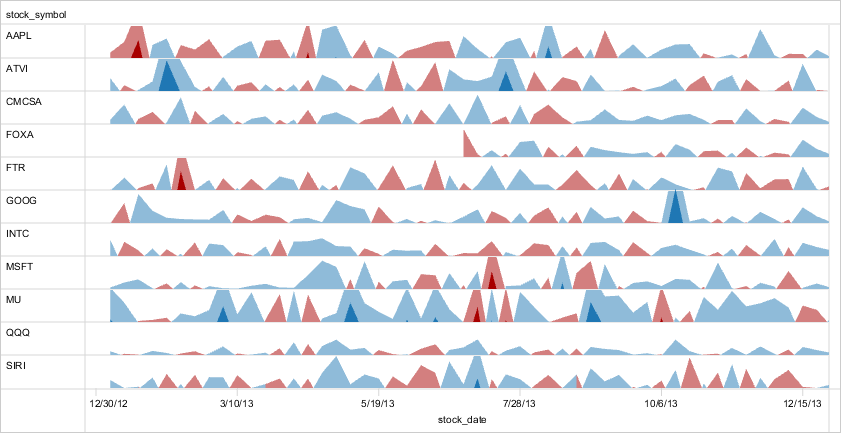 stock_symbol
AAPL
ATVI
CMCSA
FOXA
FTR
GOOG
INTC
MSFT
MU
QQQ
SIRI
12/30/12 3/10/13 5/19/13 7/28/13 10/6/13 12/15/13
stock_date